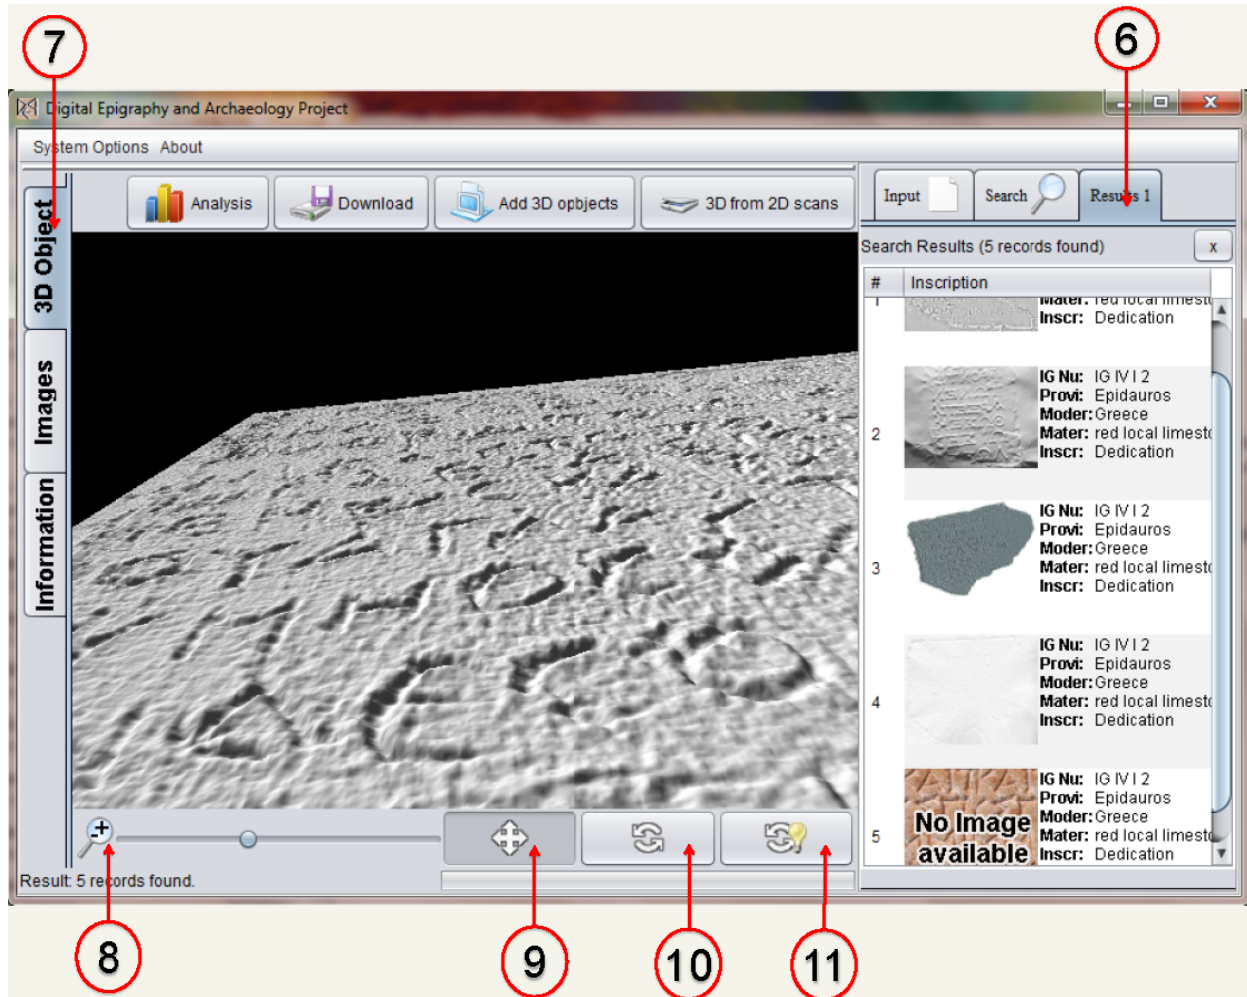 7
6
Digital Epigraphy and Archaeology Project
System Options About
Analysis
Download
Add 3D opbjects
3D from 2D scans
3D Object
Images
Information
Input
Search
Results 1
Search Results (5 records found)
x
# Inscription
1
Mater: red local limest
Inscr: Dedication
2
IG Nu: IG IV I 2
Provi: Epidauros
Moder: Greece
Mater: red local limest
Inscr: Dedication
3
IG Nu: IG IV I 2
Provi: Epidauros
Moder: Greece
Mater: red local limest
Inscr: Dedication
4
IG Nu: IG IV I 2
Provi: Epidauros
Moder: Greece
Mater: red local limest
Inscr: Dedication
5
No Image
available
IG Nu: IG IV I 2
Provi: Epidauros
Moder: Greece
Mater: red local limest
Inscr: Dedication
Result: 5 records found.
8
9
10
11